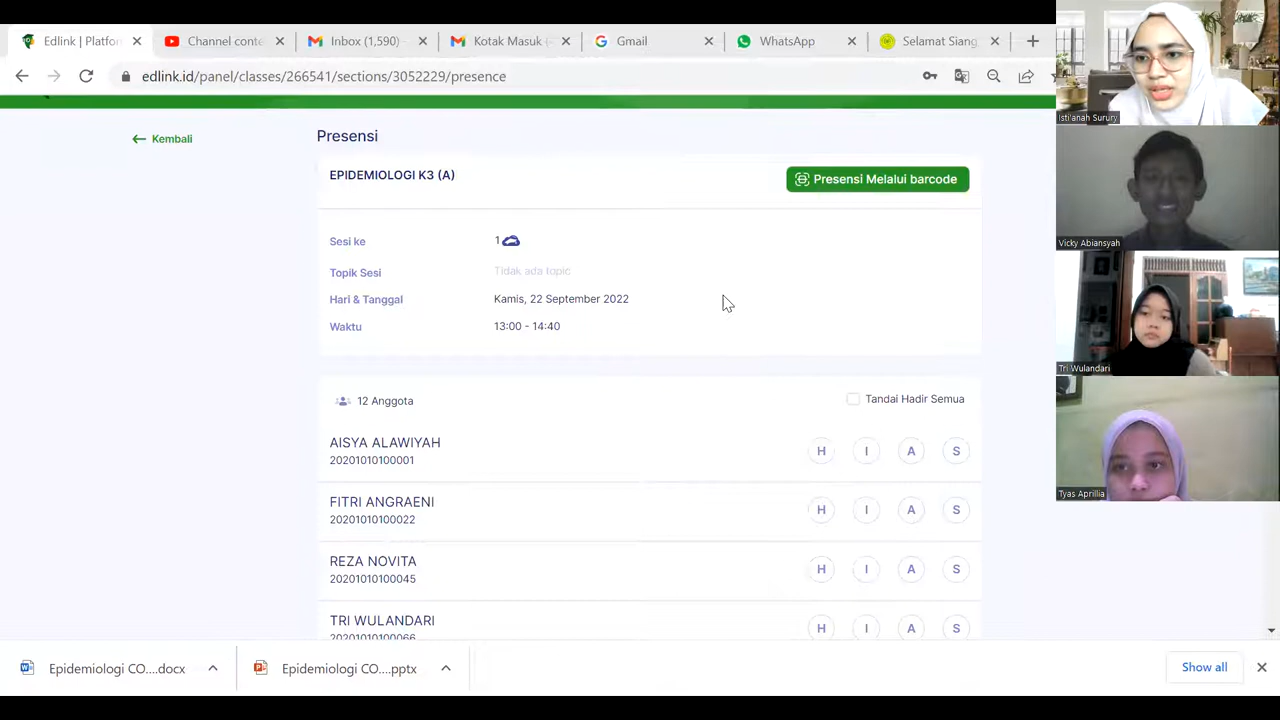 Edlink | Platfo
Channel conte
Inbox (1,590)
Kotak Masuk (
Gmail
WhatsApp
Selamat Siang
edlink.id/panel/classes/266541/sections/3052229/presence
Kembali
Presensi
EPIDEMIOLOGI K3 (A)
Presensi Melalui barcode
Sesi ke 1
Topik Sesi Tidak ada topic
Hari & Tanggal Kamis, 22 September 2022
Waktu 13:00 - 14:40
12 Anggota Tandai Hadir Semua
AISYA ALAWIYAH
20201010100001
H I A S
FITRI ANGRAENI
20201010100022
H I A S
REZA NOVITA
20201010100045
H I A S
TRI WULANDARI
20201010100066
H I A S
Epidemiologi CO....docx
Epidemiologi CO....pptx
Show all
Isti'anah Surury
Vicky Abiansyah
Tri Wulandari
Tyas Aprillia